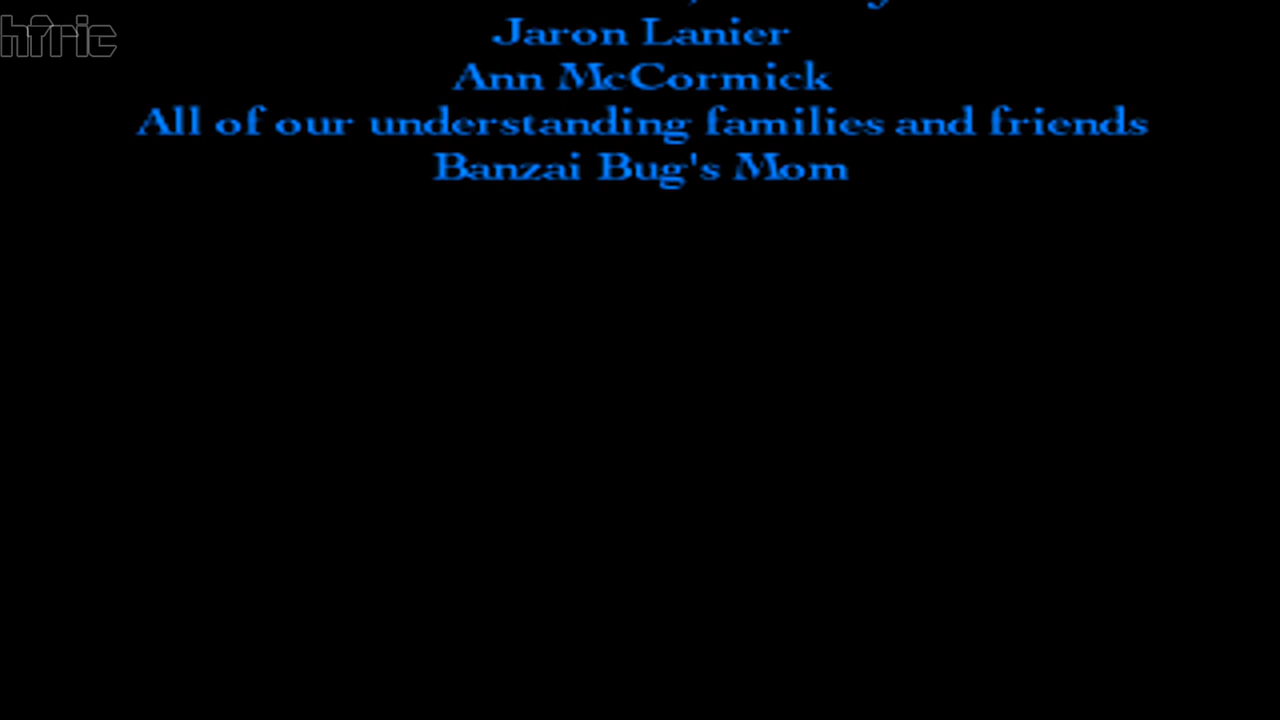 hfric
Jaron Lanier
Ann McCormick
All of our understanding families and friends
Banzai Bug's Mom